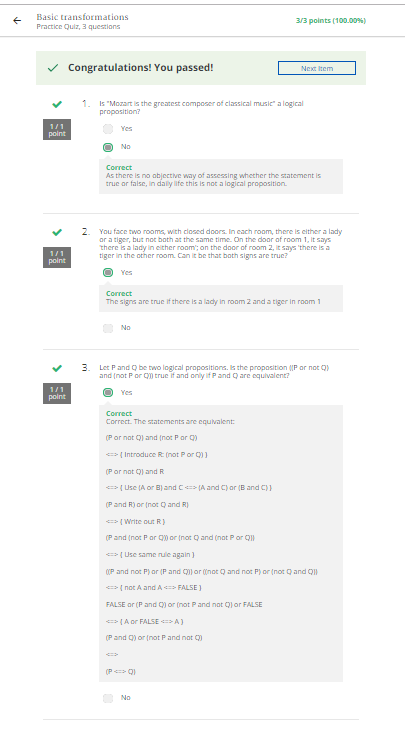 Basic transformations
Practice Quiz, 3 questions
3/3 points (100.00%)
Congratulations! You passed!
Next Item
1.
Is "Mozart is the greatest composer of classical music" a logical
proposition?
1 / 1
point
Yes
No
Correct
As there is no objective way of assessing whether the statement is
true or false, in daily life this is not a logical proposition.
2.
You face two rooms, with closed doors. In each room, there is either a lady
or a tiger, but not both at the same time. On the door of room 1, it says
'there is a lady in either room'; on the door of room 2, it says 'there is a
tiger in the other room. Can it be that both signs are true?
1 / 1
point
Yes
Correct
The signs are true if there is a lady in room 2 and a tiger in room 1
No
3.
Let P and Q be two logical propositions. Is the proposition ((P or not Q)
and (not P or Q)) true if and only if P and Q are equivalent?
1 / 1
point
Yes
Correct
Correct. The statements are equivalent:
(P or not Q) and (not P or Q)
<=> { Introduce R: (not P or Q) }
(P or not Q) and R
<=> { Use (A or B) and C <=> (A and C) or (B and C) }
(P and R) or (not Q and R)
<=> { Write out R }
(P and (not P or Q)) or (not Q and (not P or Q))
<=> { Use same rule again }
((P and not P) or (P and Q)) or ((not Q and not P) or (not Q and Q))
<=> { not A and A <=> FALSE }
FALSE or (P and Q) or (not P and not Q) or FALSE
<=> { A or FALSE <=> A }
(P and Q) or (not P and not Q)
<=>
(P <=> Q)
No